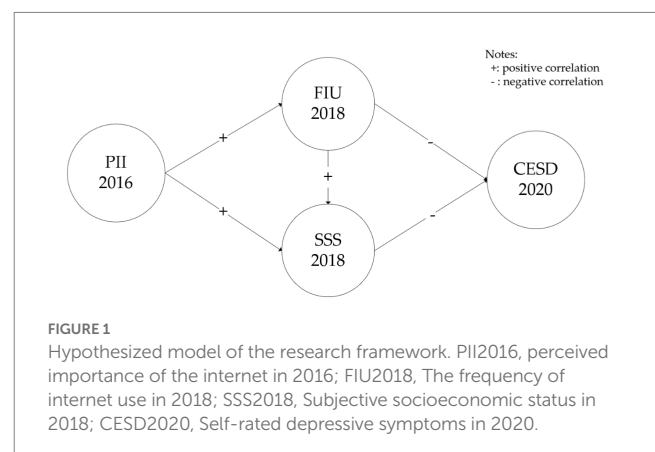 Notes:
+: positive correlation
- : negative correlation
FIU
2018
PII
2016
CESD
2020
SSS
2018
+
-
+
+
-
FIGURE 1
Hypothesized model of the research framework. PII2016, perceived
importance of the internet in 2016; FIU2018, The frequency of
internet use in 2018; SSS2018, Subjective socioeconomic status in
2018; CESD2020, Self-rated depressive symptoms in 2020.